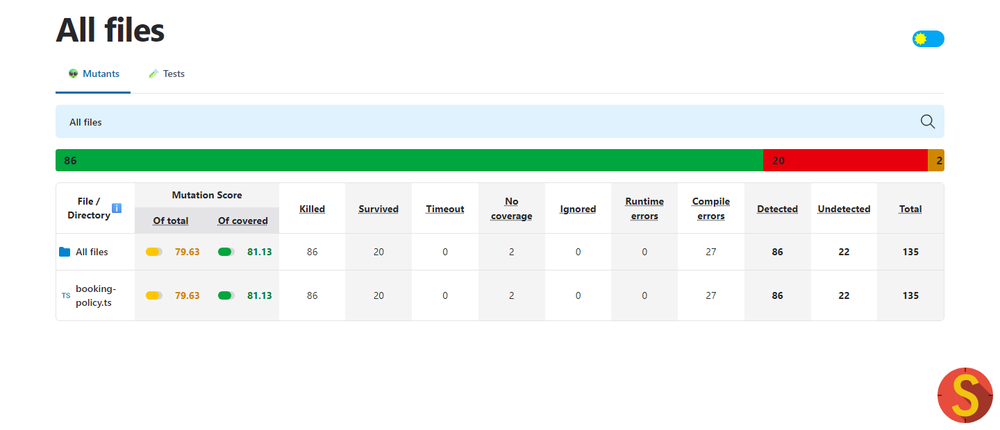 All files
Mutants Tests
All files
86 20 2
File / Directory ℹ Mutation Score Killed Survived Timeout No coverage Ignored Runtime errors Compile errors Detected Undetected Total
Of total Of covered
All files 79.63 81.13 86 20 0 2 0 0 27 86 22 135
TS booking-policy.ts 79.63 81.13 86 20 0 2 0 0 27 86 22 135
S